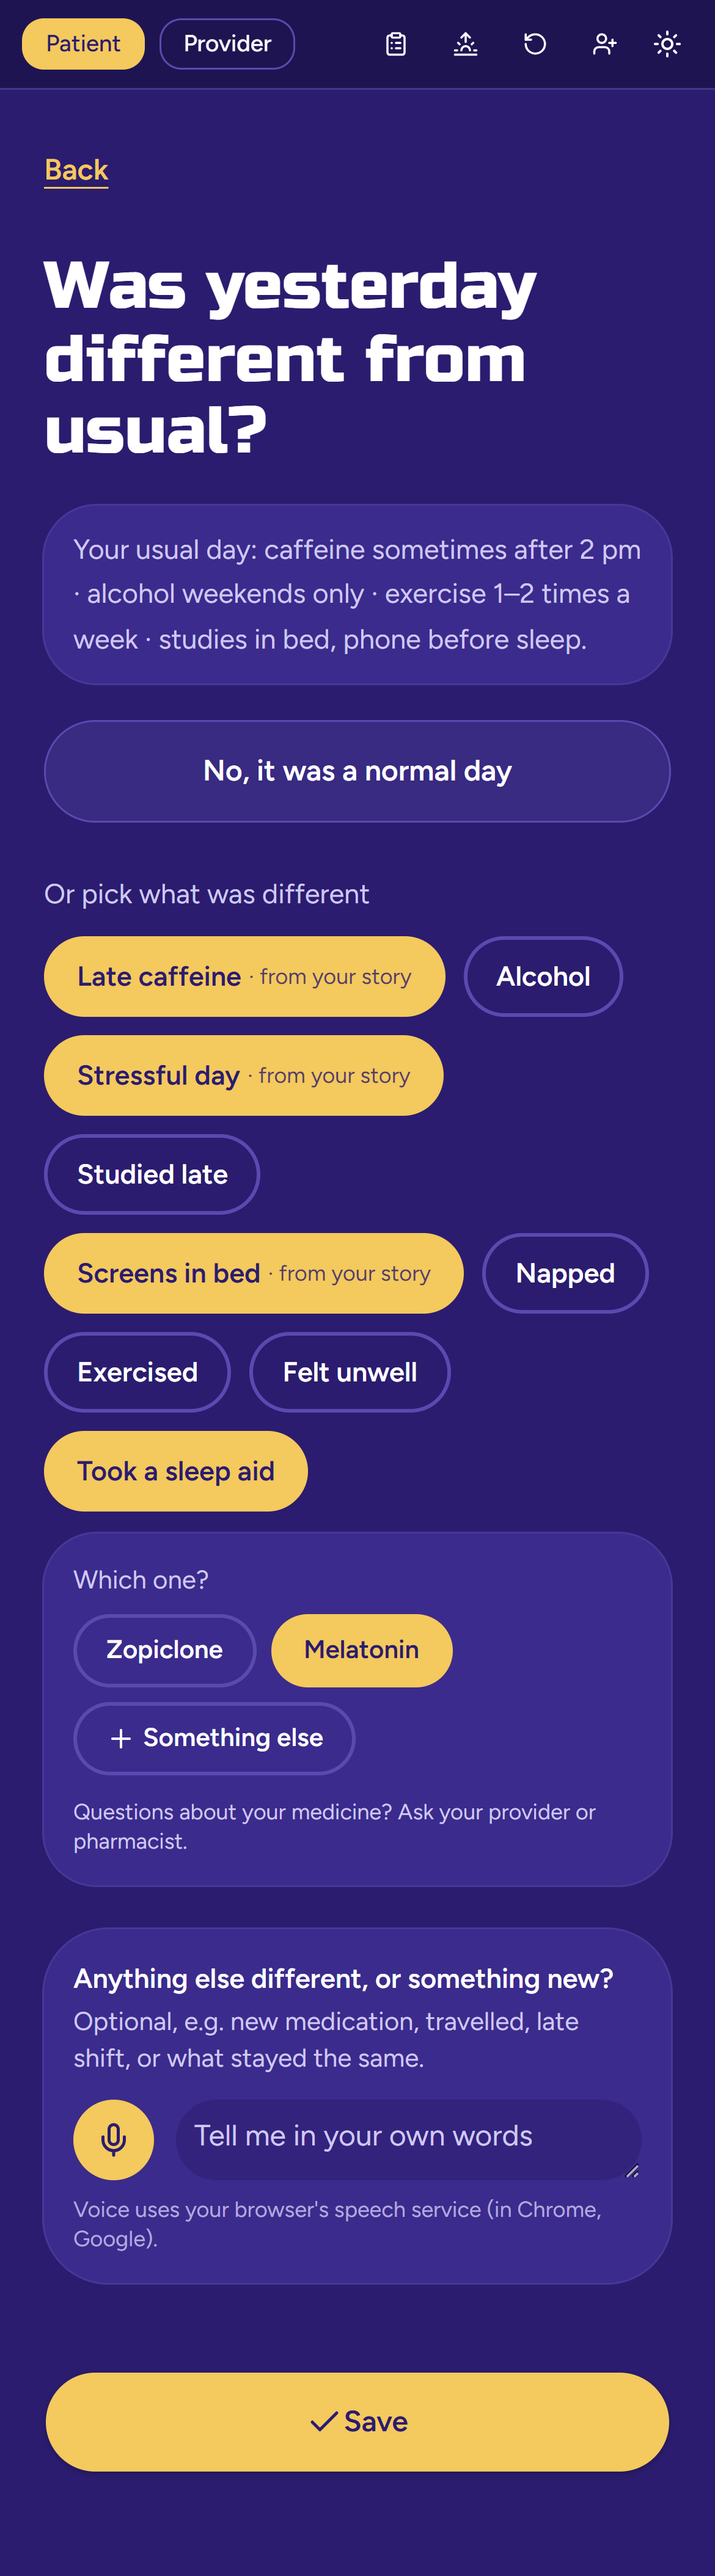 Patient Provider
Back
Was yesterday
different from
usual?
Your usual day: caffeine sometimes after 2 pm
· alcohol weekends only · exercise 1–2 times a
week · studies in bed, phone before sleep.
No, it was a normal day
Or pick what was different
Late caffeine · from your story Alcohol
Stressful day · from your story
Studied late
Screens in bed · from your story Napped
Exercised Felt unwell
Took a sleep aid
Which one?
Zopiclone Melatonin
+ Something else
Questions about your medicine? Ask your provider or
pharmacist.
Anything else different, or something new?
Optional, e.g. new medication, travelled, late
shift, or what stayed the same.
Tell me in your own words
Voice uses your browser's speech service (in Chrome,
Google).
Save